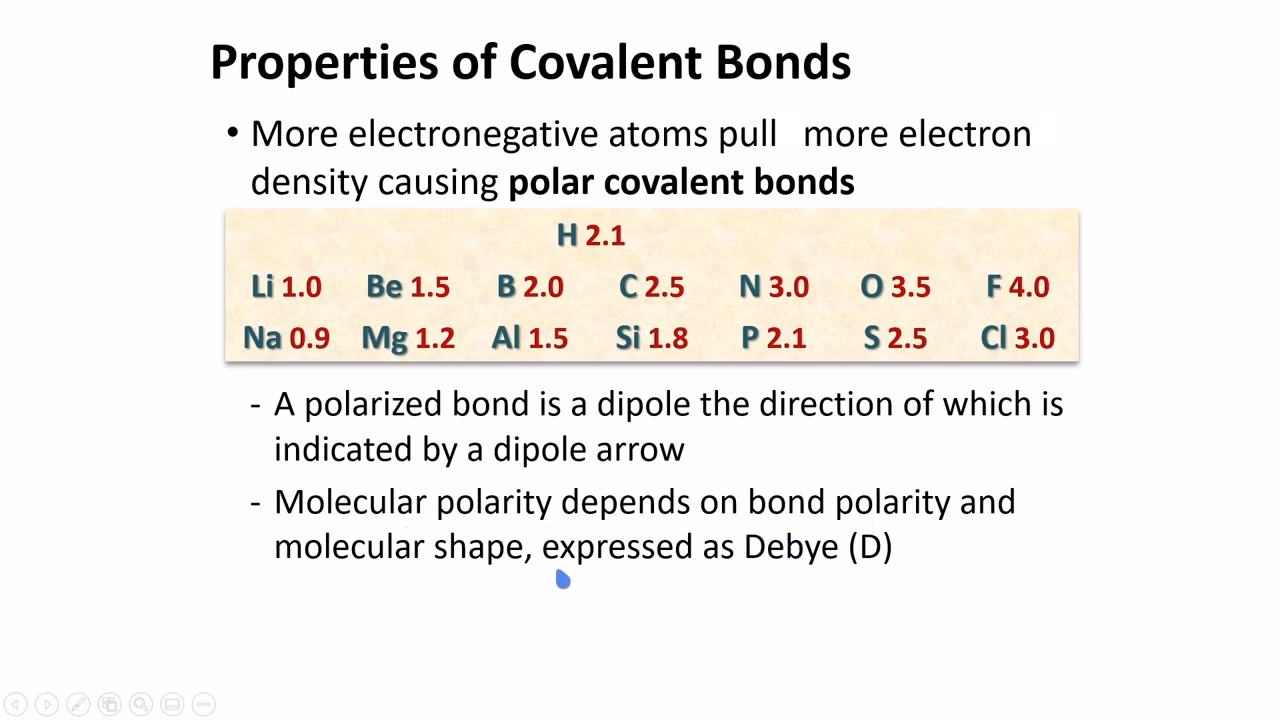 Properties of Covalent Bonds
• More electronegative atoms pull more electron
density causing polar covalent bonds
H 2.1
Li 1.0 Be 1.5 B 2.0 C 2.5 N 3.0 O 3.5 F 4.0
Na 0.9 Mg 1.2 Al 1.5 Si 1.8 P 2.1 S 2.5 Cl 3.0
- A polarized bond is a dipole the direction of which is
indicated by a dipole arrow
- Molecular polarity depends on bond polarity and
molecular shape, expressed as Debye (D)